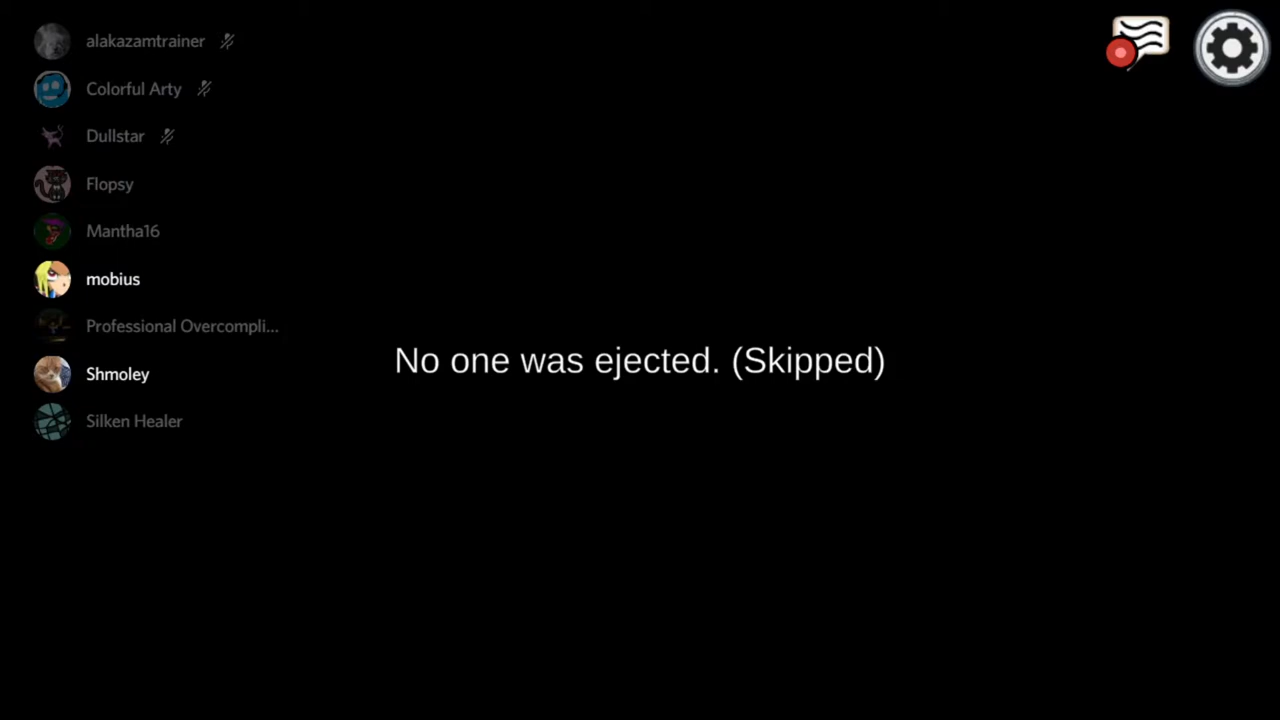 alakazamtrainer
Colorful Arty
Dullstar
Flopsy
Mantha16
mobius
Professional Overcompli...
No one was ejected. (Skipped)
Shmoley
Silken Healer